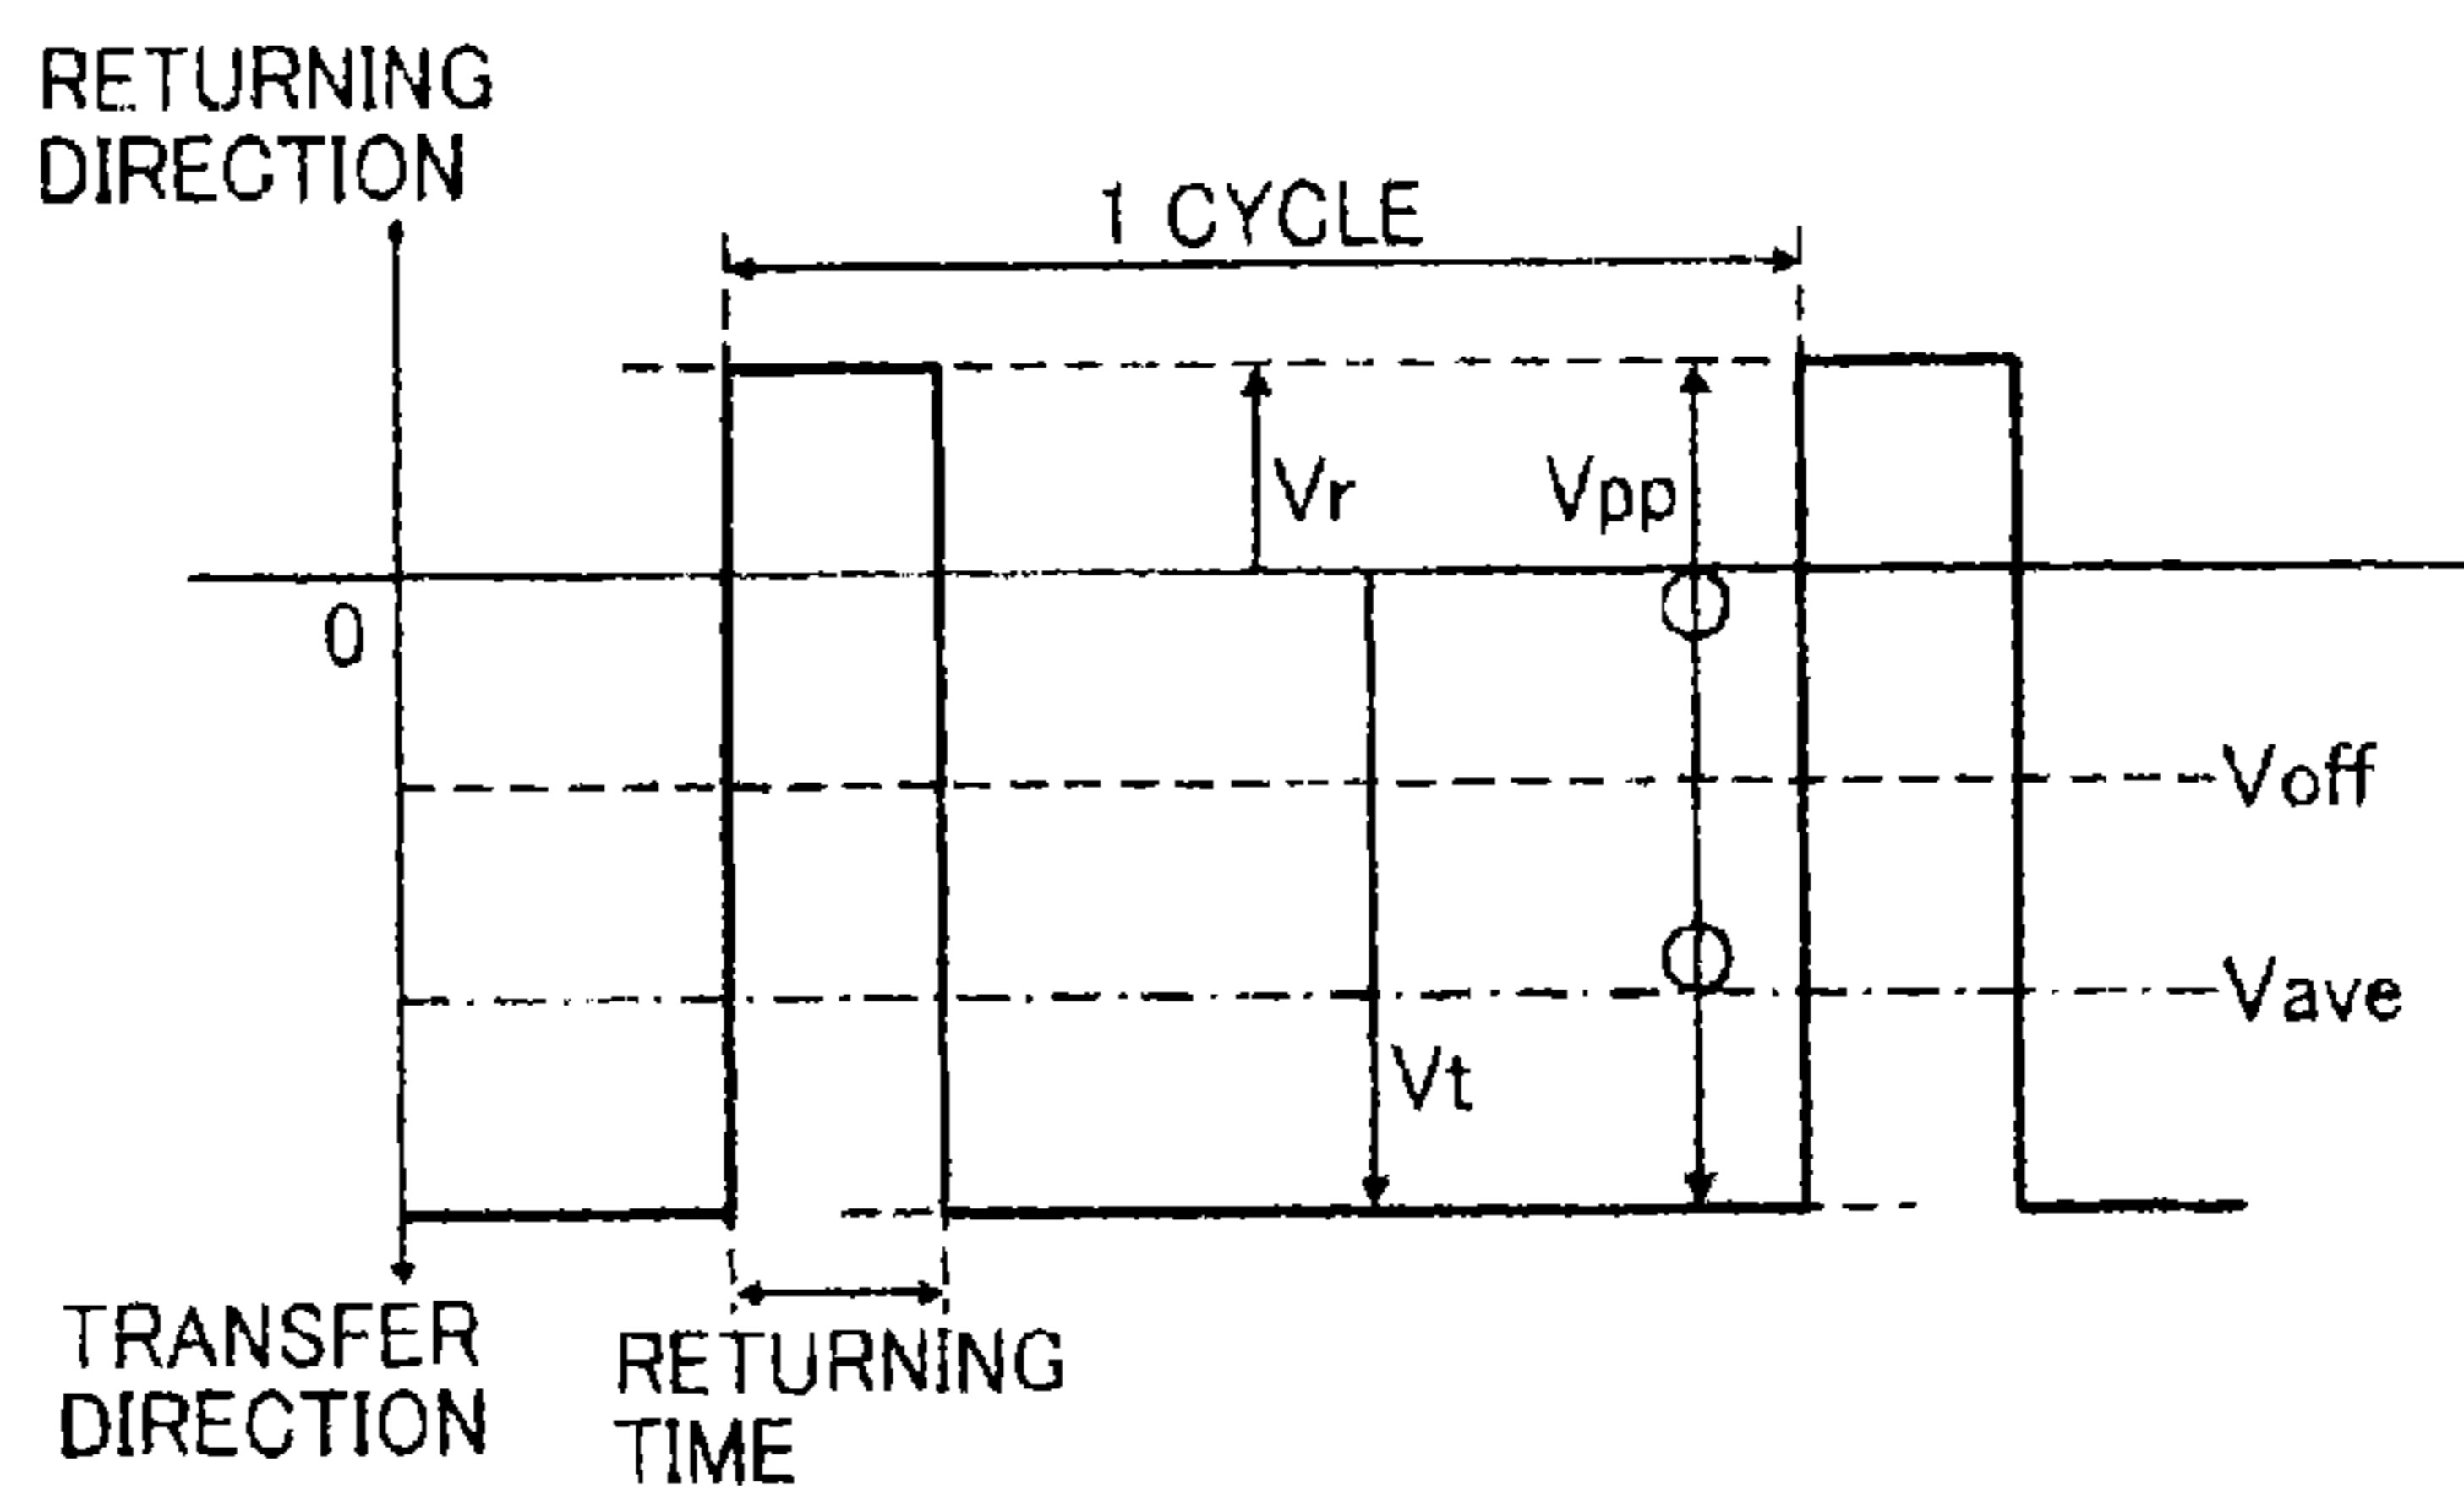 RETURNING
DIRECTION
1 CYCLE
Vr
Vpp
0
Voff
Vave
Vt
TRANSFER
DIRECTION
RETURNING
TIME